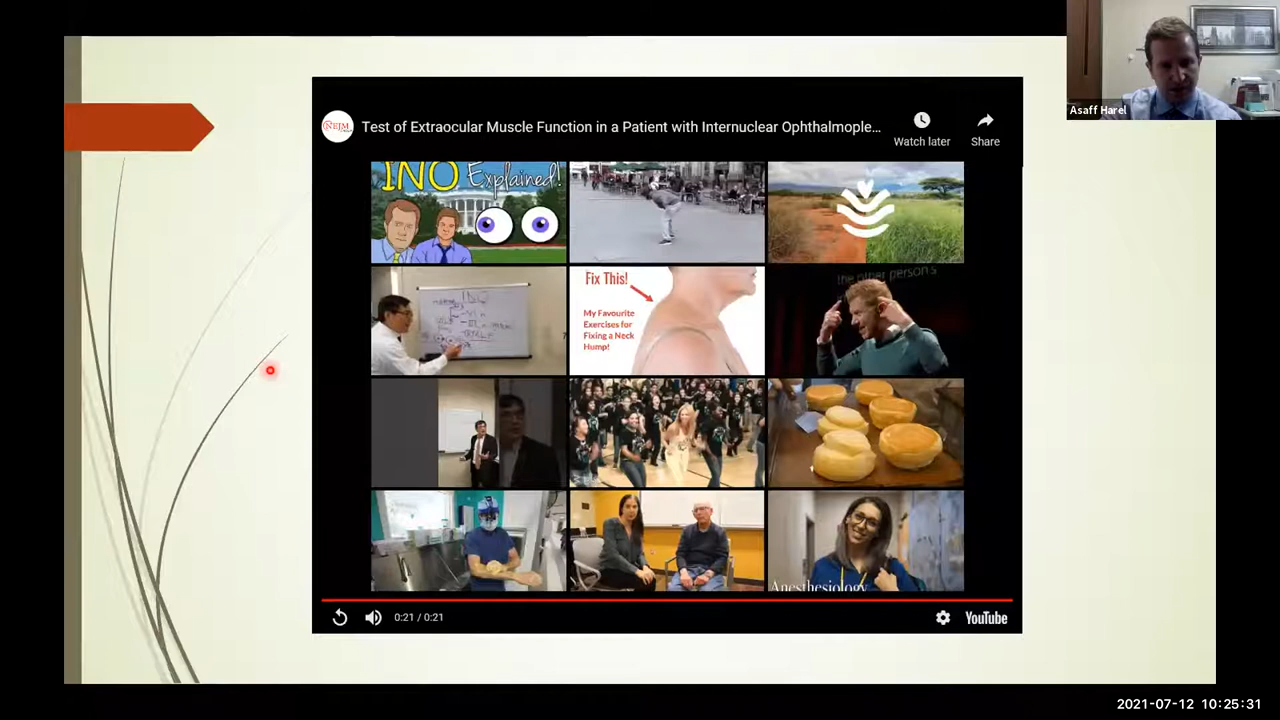 NEJM
Test of Extraocular Muscle Function in a Patient with Internuclear Ophthalmople...
Watch later
Share
Asaff Harel
INO Explained!
Fix This!
My Favourite
Exercises for
Fixing a Neck
Hump!
the other person's
INO
Anesthesiology
0:21 / 0:21
YouTube
2021-07-12 10:25:31